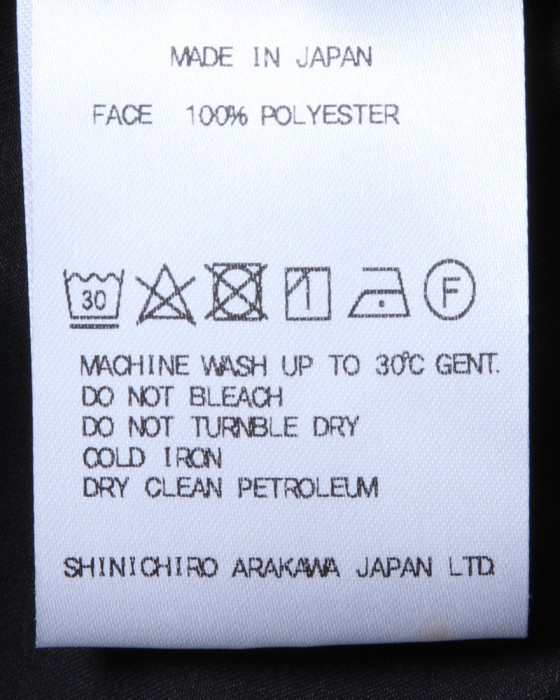 MADE IN JAPAN
FACE 100% POLYESTER
30 F
MACHINE WASH UP TO 30°C GENT.
DO NOT BLEACH
DO NOT TURNBLE DRY
COLD IRON
DRY CLEAN PETROLEUM
SHINICHIRO ARAKAWA JAPAN LTD.